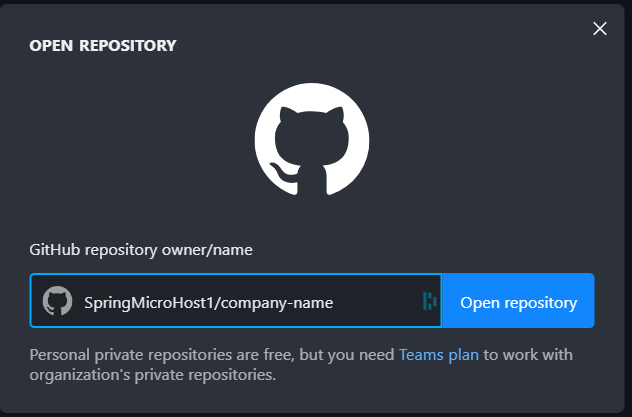 OPEN REPOSITORY
GitHub repository owner/name
SpringMicroHost1/company-name
Open repository
Personal private repositories are free, but you need Teams plan to work with
organization's private repositories.